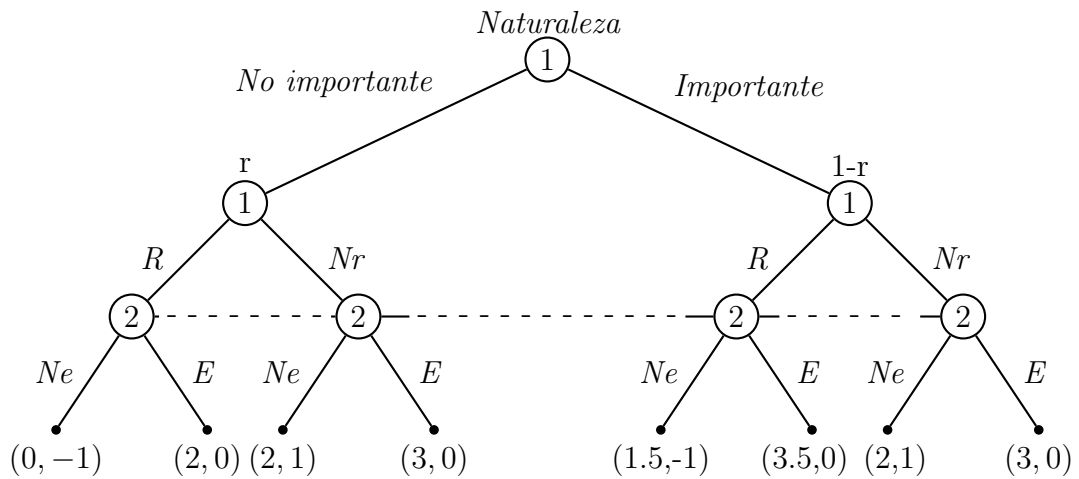 Naturaleza
1
No importante Importante
r 1-r
1 1
R Nr R Nr
2 2 2 2
Ne E Ne E Ne E Ne E
(0, −1) (2, 0) (2, 1) (3, 0) (1.5,-1) (3.5,0) (2,1) (3, 0)